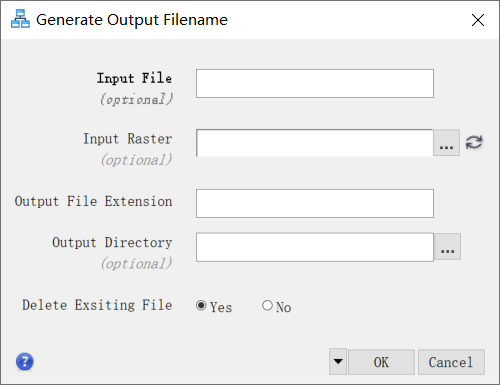 Generate Output Filename
Input File
(optional)
Input Raster
(optional)
...
Output File Extension
Output Directory
(optional)
...
Delete Exsiting File
Yes
No
?
OK
Cancel